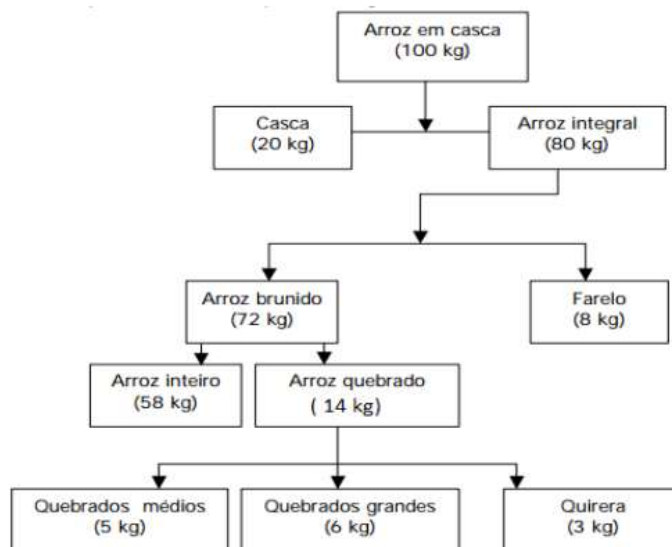 Arroz em casca
(100 kg)
Casca
(20 kg)
Arroz integral
(80 kg)
Arroz brunido
(72 kg)
Farelo
(8 kg)
Arroz inteiro
(58 kg)
Arroz quebrado
( 14 kg)
Quebrados médios
(5 kg)
Quebrados grandes
(6 kg)
Quirera
(3 kg)